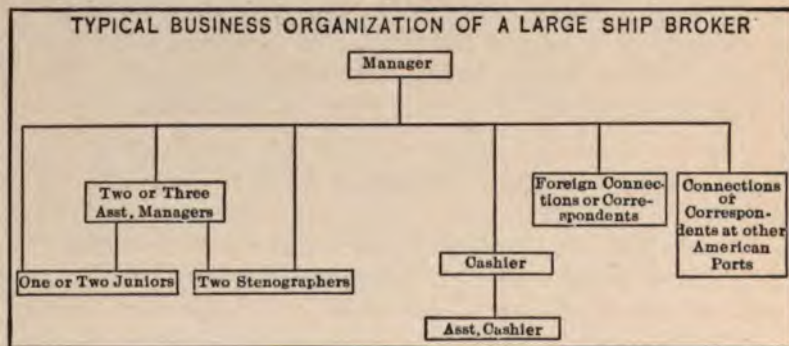 TYPICAL BUSINESS ORGANIZATION OF A LARGE SHIP BROKER
Manager
Two or Three
Asst, Managers
Foreign Connec-
tions or Corre-
spondents
Connections
or
Correspon-
dents at other
American
Ports
One or Two Juniors
Two Stenographers
Cashier
Asst, Cashier